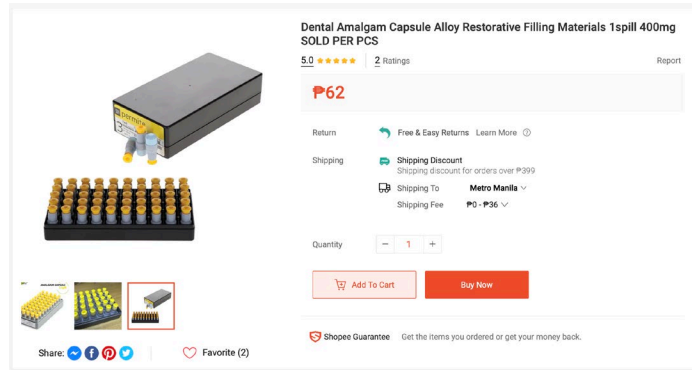 Dental Amalgam Capsule Alloy Restorative Filling Materials 1spill 400mg
SOLD PER PCS
5.0 2 Ratings Report
₱62
Return Free & Easy Returns Learn More
Shipping Shipping Discount
Shipping discount for orders over ₱399
Shipping To Metro Manila
Shipping Fee ₱0 - ₱36
Quantity - 1 +
Add To Cart Buy Now
Shopee Guarantee Get the items you ordered or get your money back.
permite
3
Share: Favorite (2)